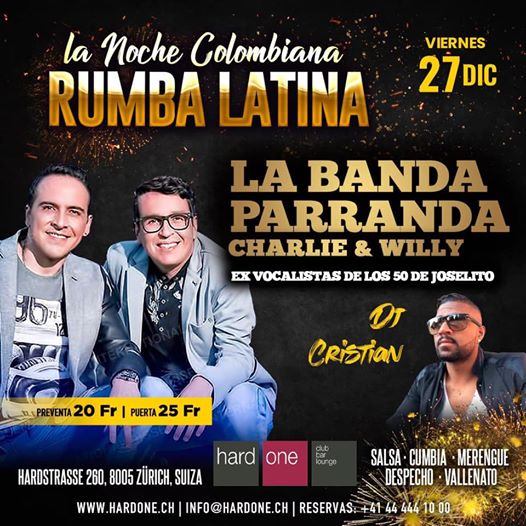 la Noche Colombiana
RUMBA LATINA
VIERNES
27 DIC
LA BANDA
PARRANDA
CHARLIE & WILLY
EX VOCALISTAS DE LOS 50 DE JOSELITO
Dj
Cristian
PREVENTA 20 Fr | PUERTA 25 Fr
hard one
club
bar
lounge
HARDSTRASSE 260, 8005 ZÜRICH, SUIZA
SALSA · CUMBIA · MERENGUE
DESPECHO · VALLENATO
WWW.HARDONE.CH | INFO@HARDONE.CH | RESERVAS: +41 44 444 10 00